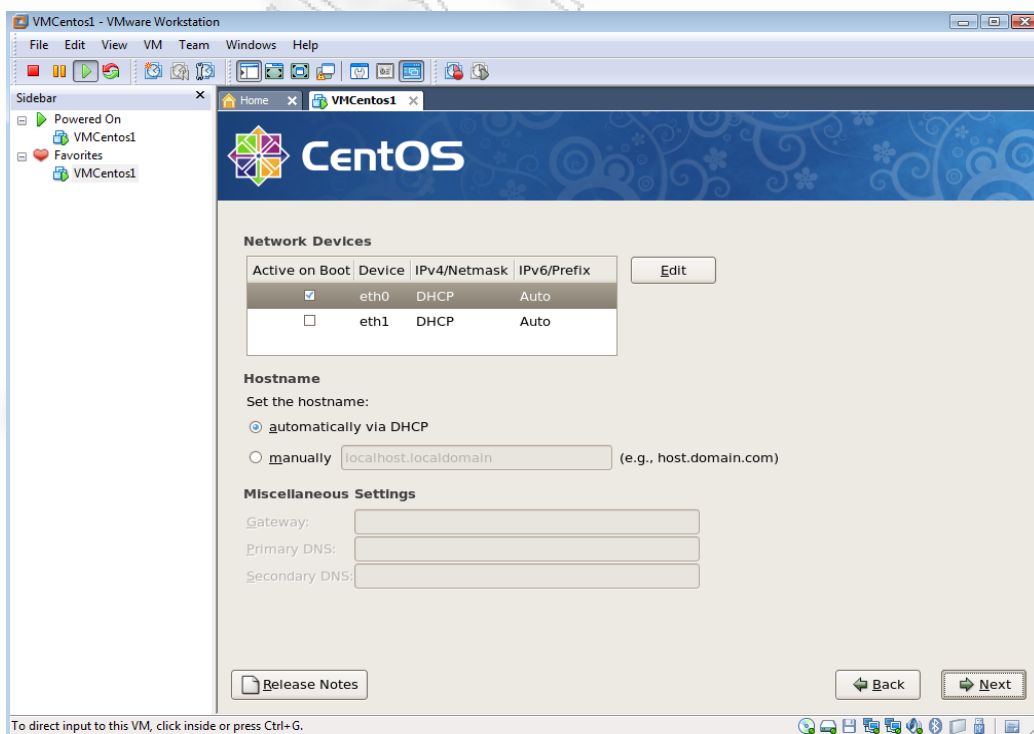 VMCentos1 - VMware Workstation
File Edit View VM Team Windows Help
Sidebar x
Powered On
VMCentos1
Favorites
VMCentos1
Home x VMCentos1 x
CentOS
Network Devices
Active on Boot Device IPv4/Netmask IPv6/Prefix
eth0 DHCP Auto
eth1 DHCP Auto
Edit
Hostname
Set the hostname:
automatically via DHCP
manually localhost.localdomain (e.g., host.domain.com)
Miscellaneous Settings
Gateway:
Primary DNS:
Secondary DNS:
Release Notes Back Next
To direct input to this VM, click inside or press Ctrl+G.